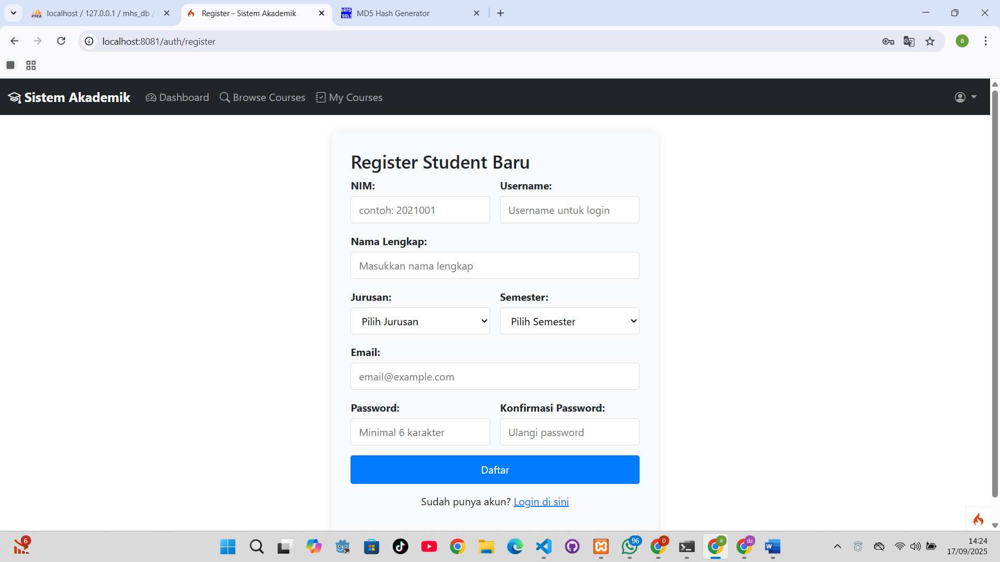 localhost / 127.0.0.1 / mhs_db /
Register - Sistem Akademik
MD5 Hash Generator
localhost:8081/auth/register
a
Sistem Akademik
Dashboard
Browse Courses
My Courses
Register Student Baru
NIM:
Username:
contoh: 2021001
Username untuk login
Nama Lengkap:
Masukkan nama lengkap
Jurusan:
Semester:
Pilih Jurusan
Pilih Semester
Email:
email@example.com
Password:
Konfirmasi Password:
Minimal 6 karakter
Ulangi password
Daftar
Sudah punya akun? Login di sini
6
96
D
a
dz
14:24
17/09/2025